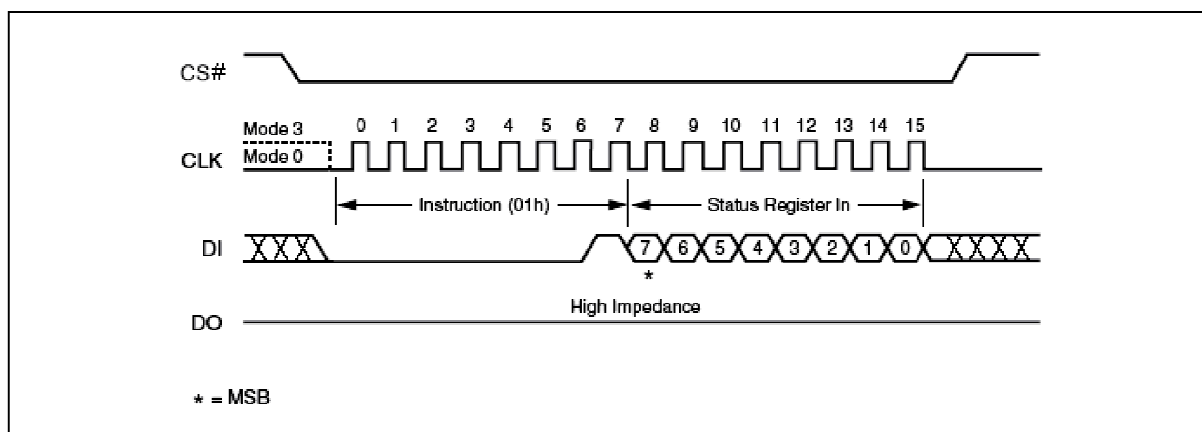 CS#
Mode 3
0 1 2 3 4 5 6 7 8 9 10 11 12 13 14 15
CLK
Mode 0
Instruction (01h)
Status Register In
DI
7 6 5 4 3 2 1 0
*
High Impedance
DO
* = MSB